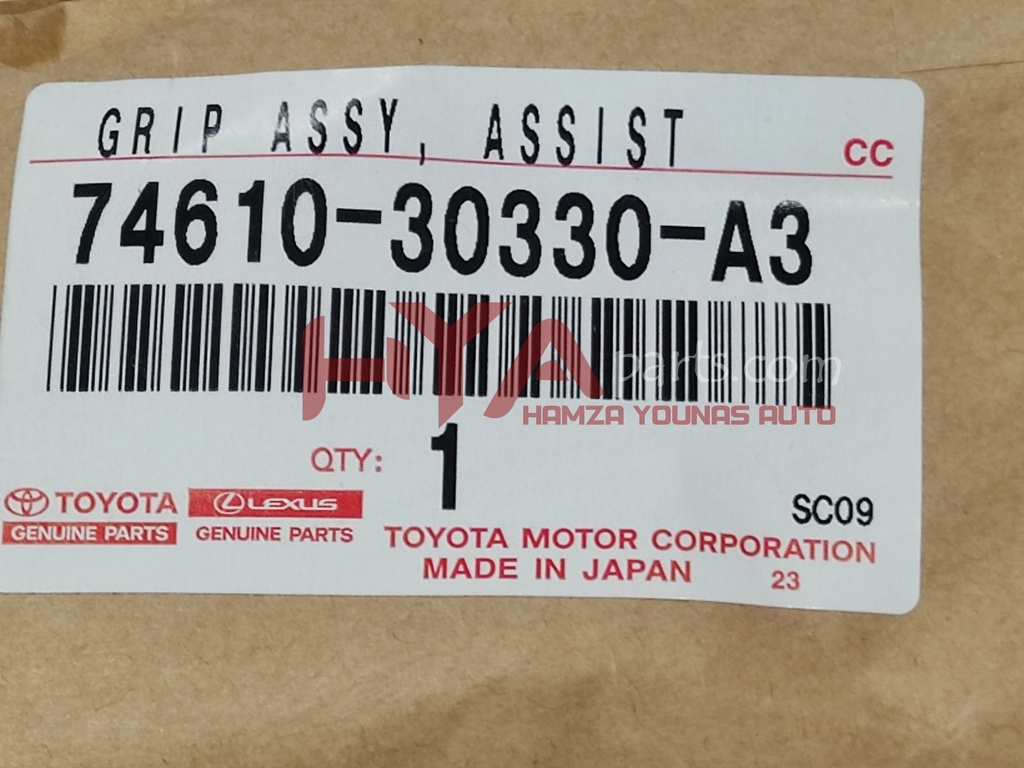 GRIP ASSY, ASSIST
CC
74610-30330-A3
HYA parts.com
HAMZA YOUNAS AUTO
QTY: 1
SC09
TOYOTA LEXUS
GENUINE PARTS GENUINE PARTS
TOYOTA MOTOR CORPORATION
MADE IN JAPAN 23